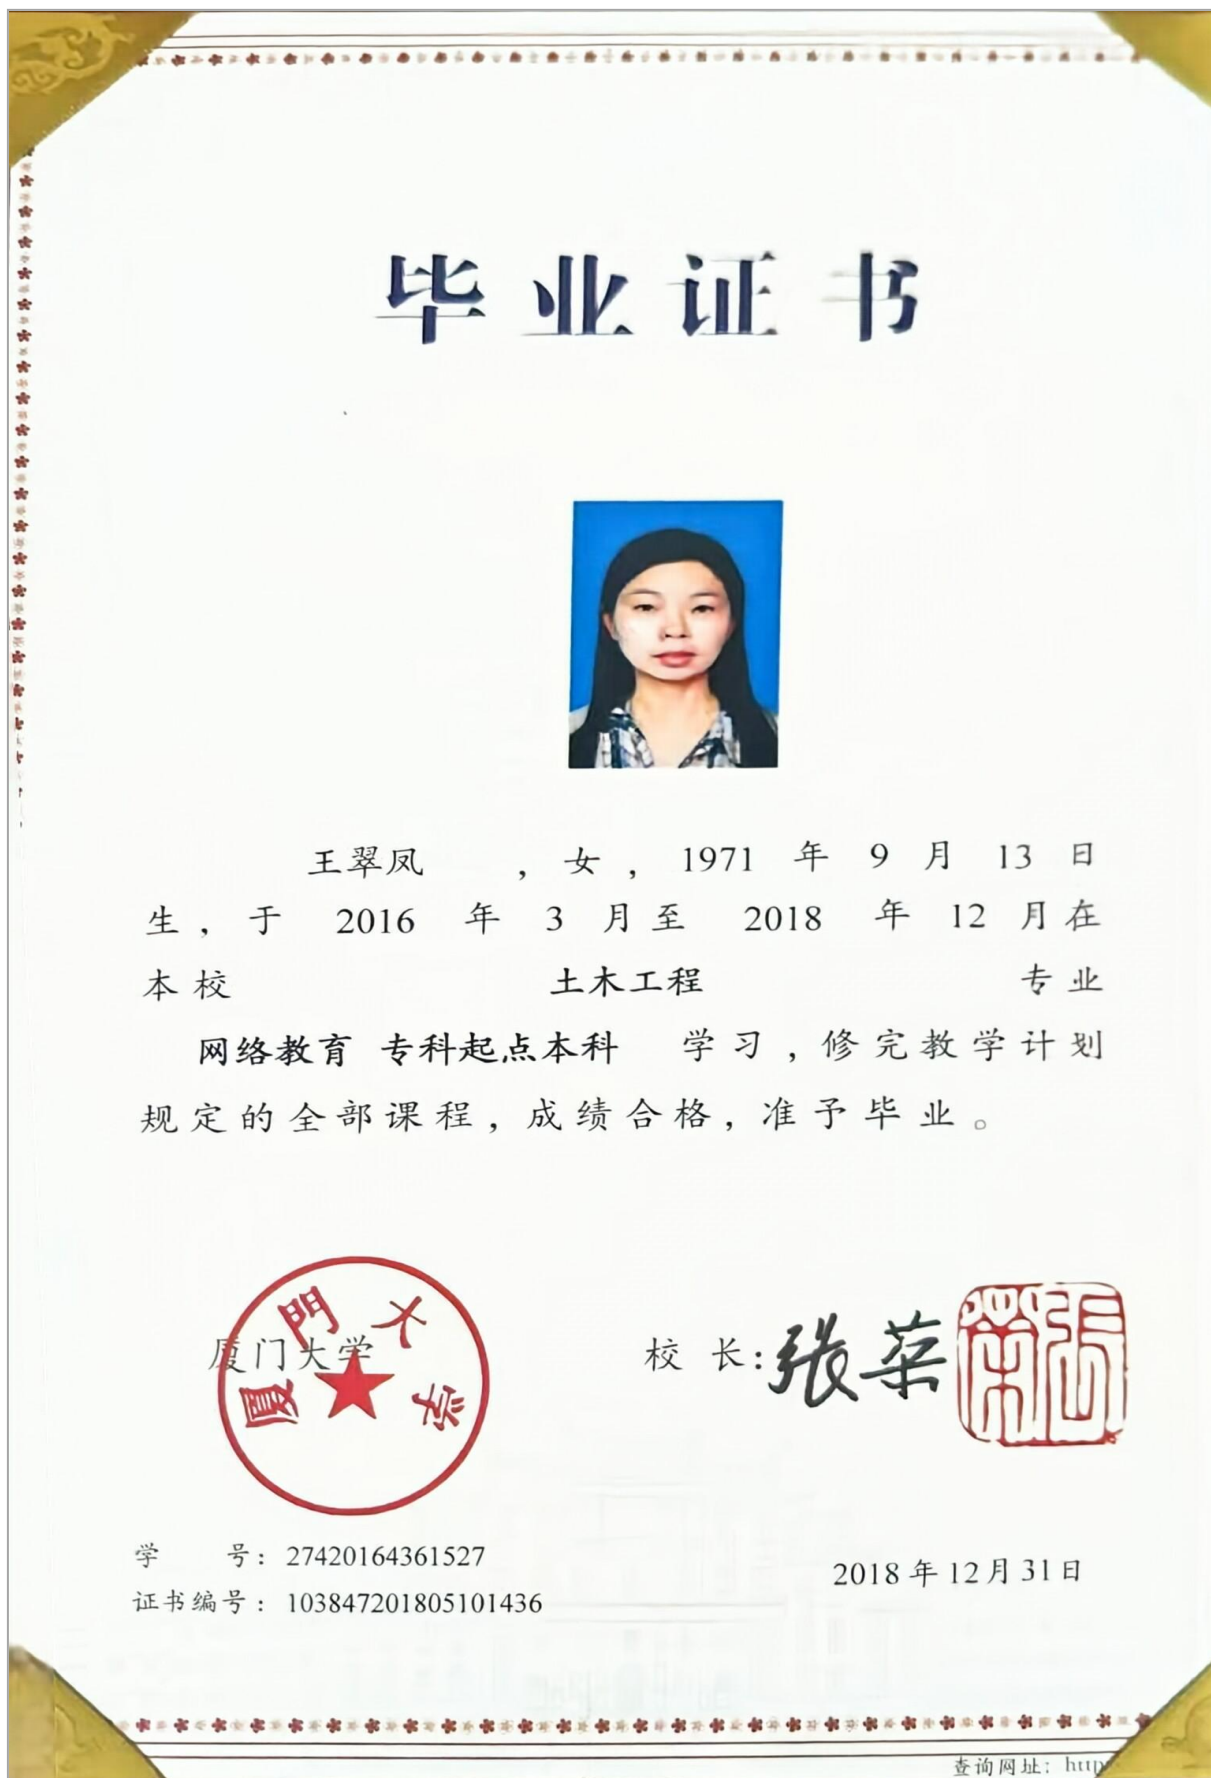 毕业证书
王翠凤 ，女，1971 年 9 月 13 日
生，于 2016 年 3 月至 2018 年 12 月在
本校 土木工程 专业
网络教育 专科起点本科 学习，修完教学计划
规定的全部课程，成绩合格，准予毕业。
厦门大学
厦門大学
校 长：张荣
張榮
学 号：27420164361527
证书编号：103847201805101436
2018年12月31日
查询网址：http